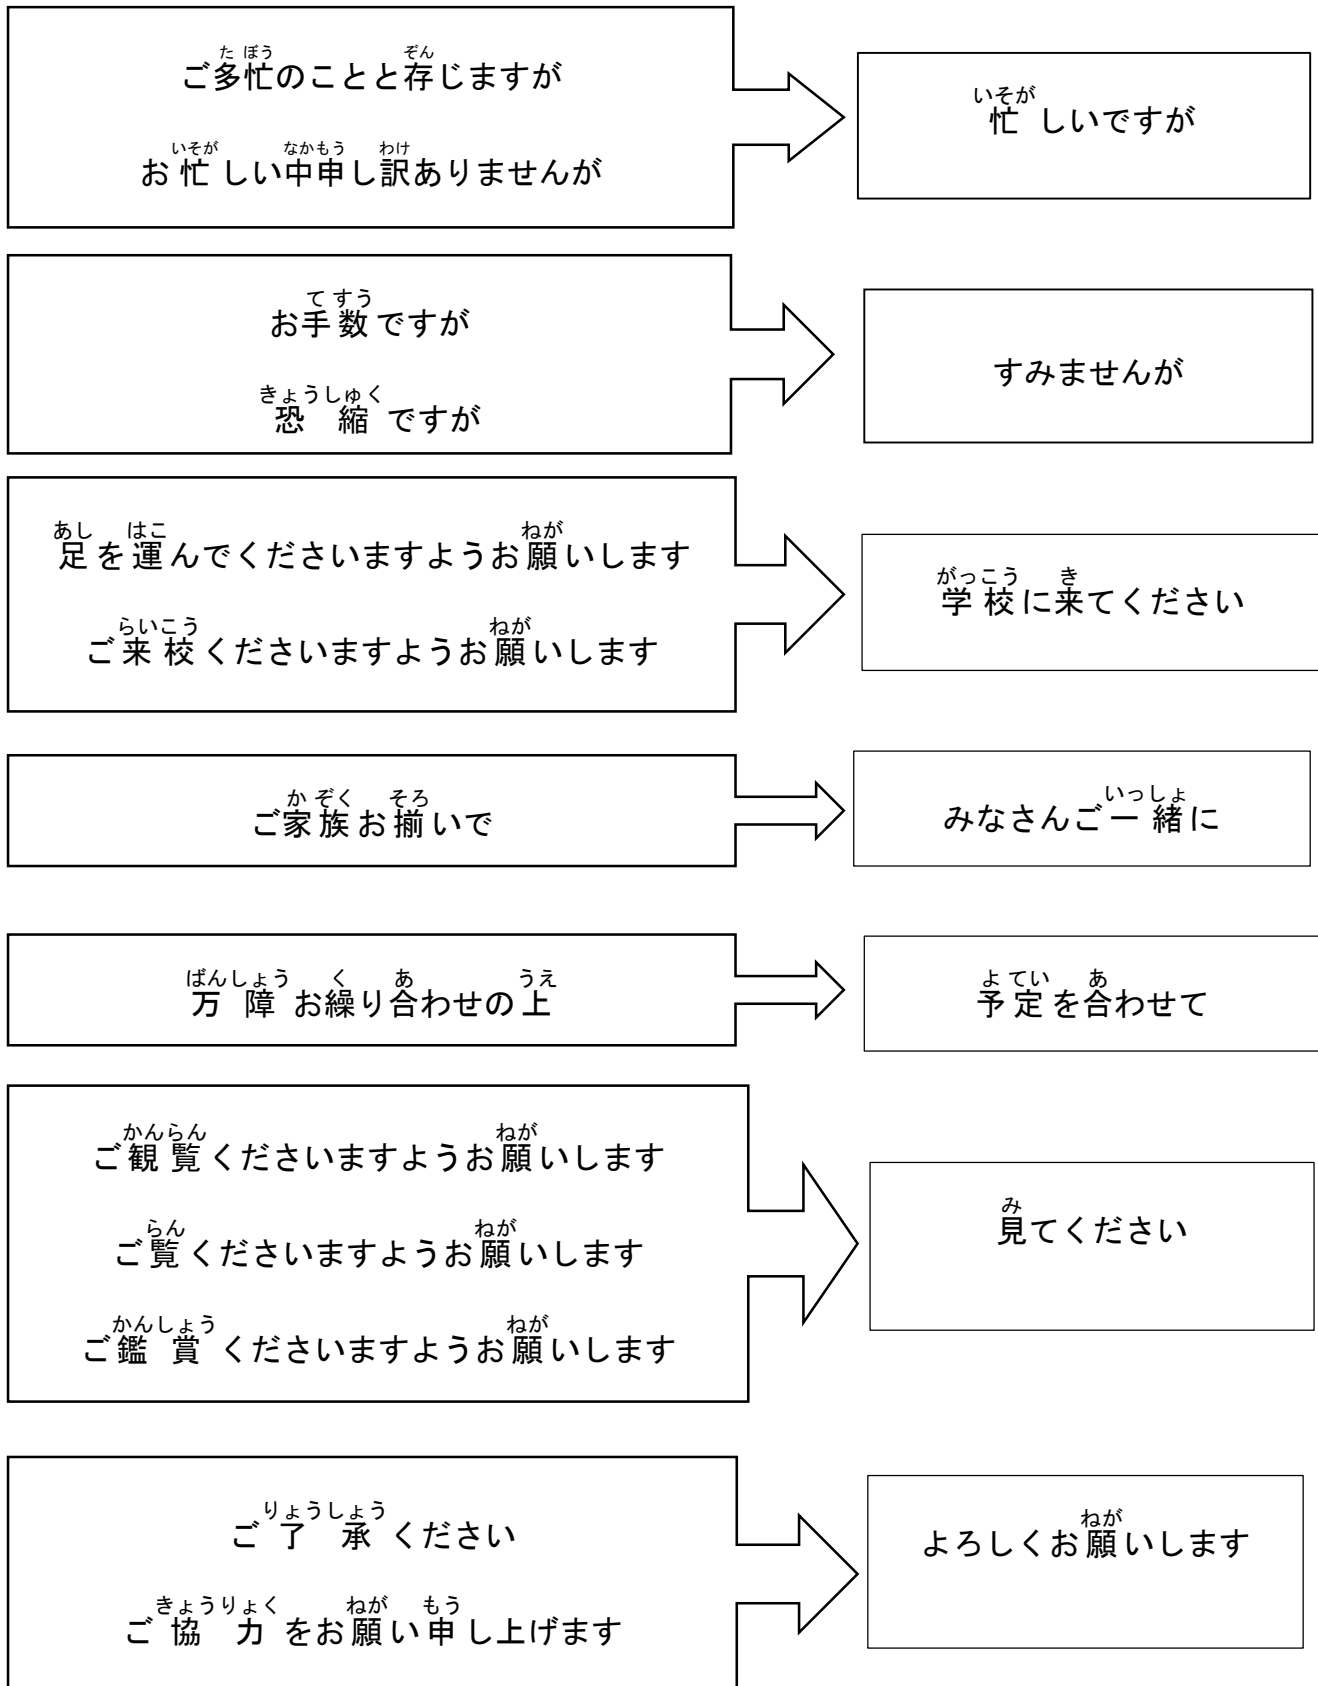 ご多忙のことと存じますが
お忙しい中申し訳ありませんが
忙しいですが
お手数ですが
恐縮ですが
すみませんが
足を運んでくださいますようお願いします
ご来校くださいますようお願いします
学校に来てください
ご家族お揃いで
みなさんご一緒に
万障お繰り合わせの上
予定を合わせて
ご観覧くださいますようお願いします
ご覧くださいますようお願いします
ご鑑賞くださいますようお願いします
見てください
ご了承ください
ご協力をお願い申し上げます
よろしくお願いします